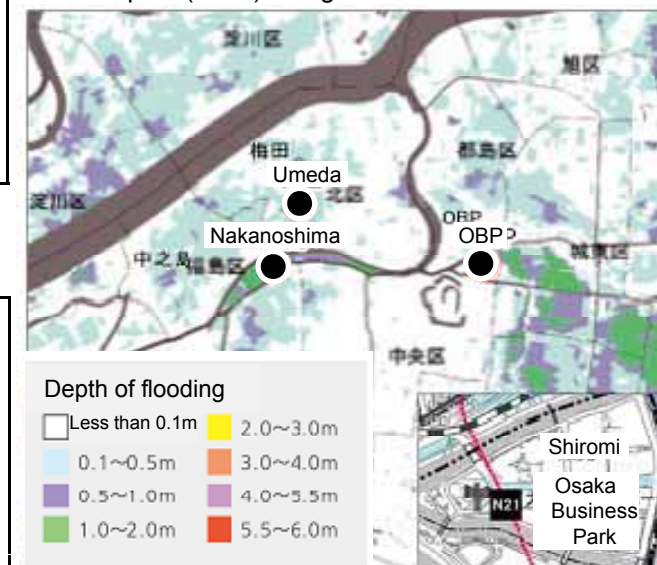 淀川区
旭区
梅田
都島区
Umeda
北区
淀川区
OBP
Nakanoshima
OBP
中之島
福島区
城東区
中央区
Depth of flooding
Less than 0.1m
2.0～3.0m
0.1～0.5m
3.0～4.0m
0.5～1.0m
4.0～5.5m
1.0～2.0m
5.5～6.0m
Shiromi
Osaka
Business
Park
N21